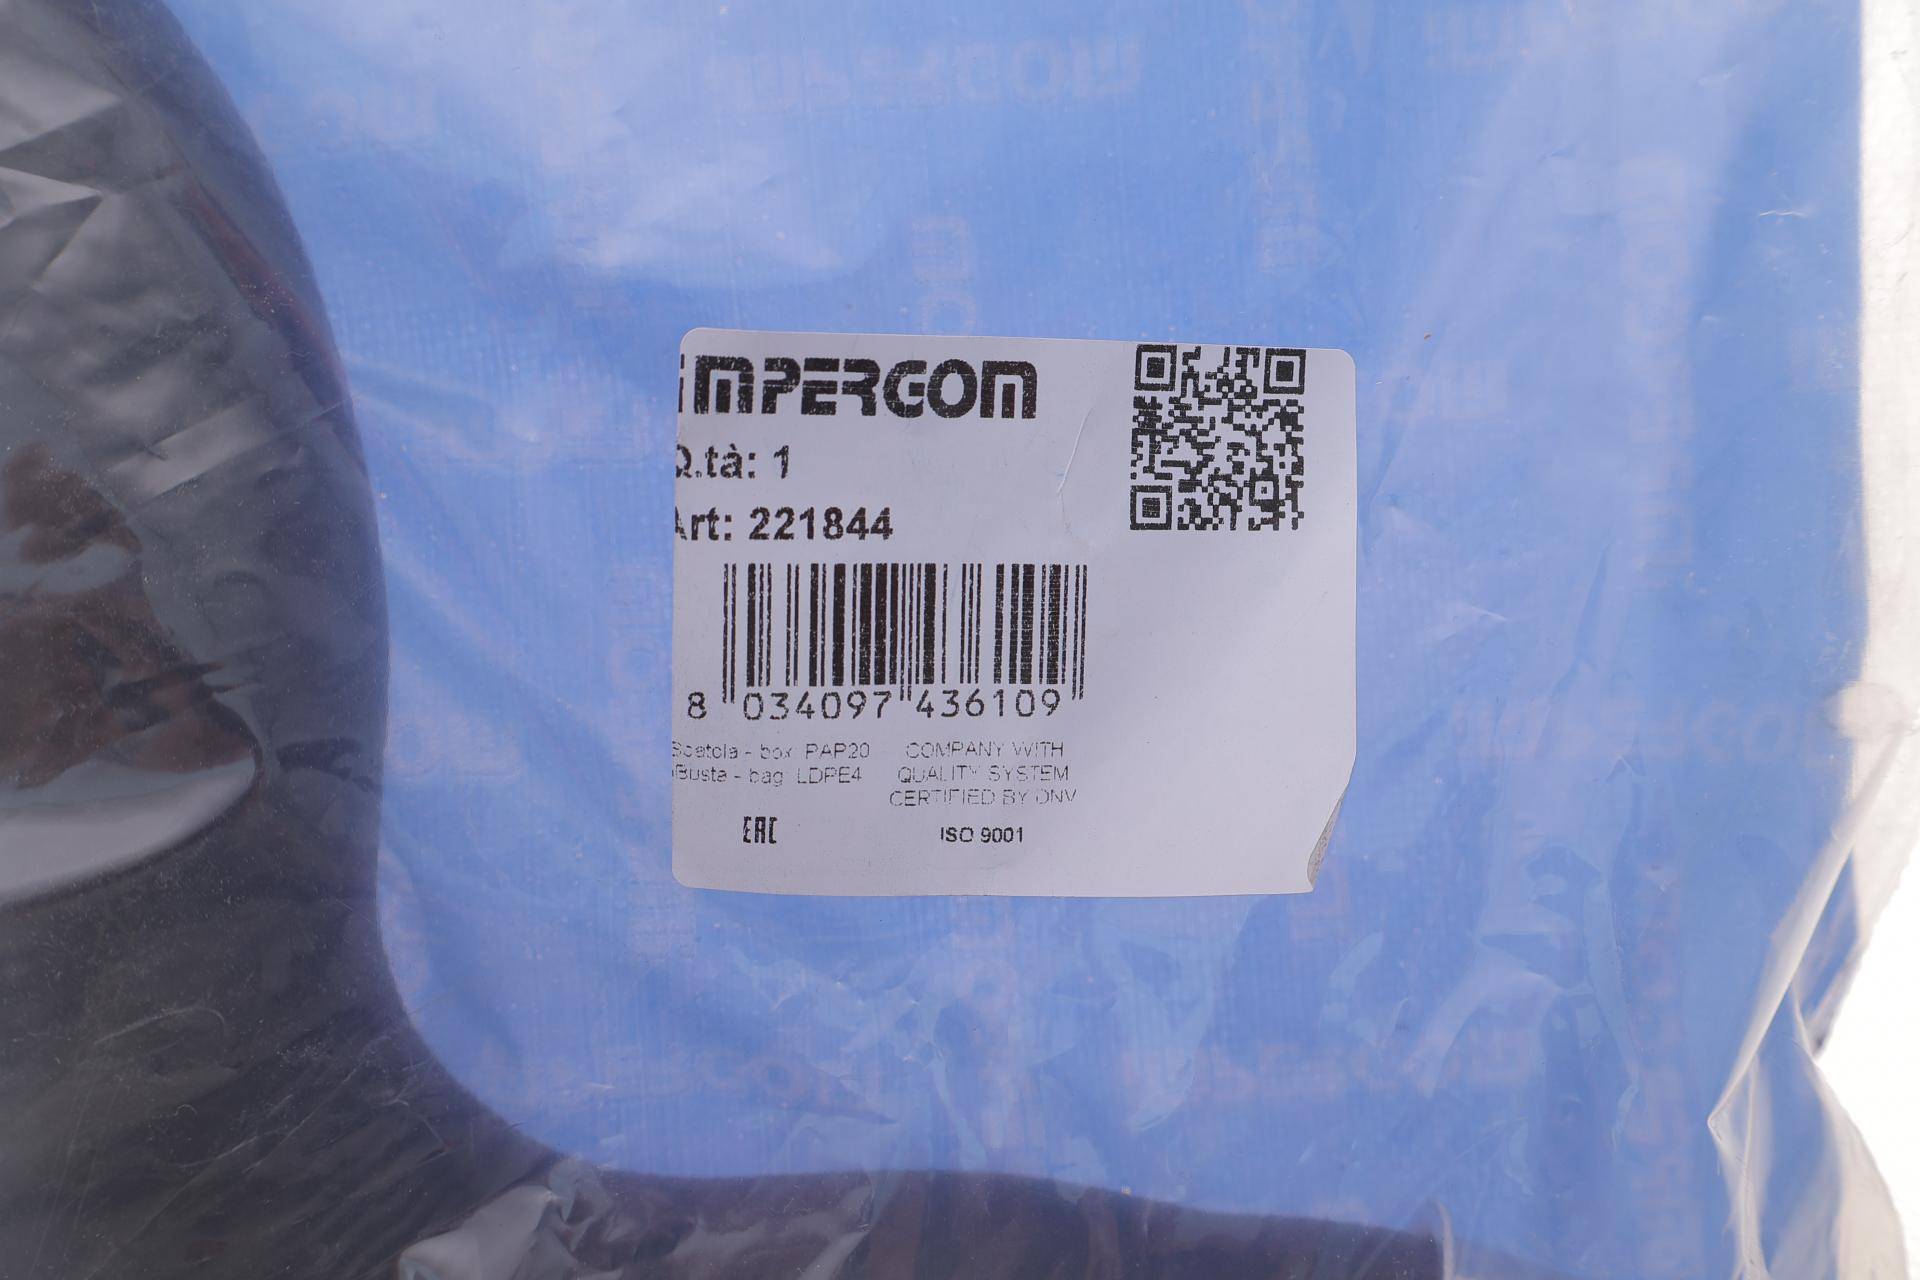 IMPERGOM
Q.tà: 1
Art: 221844
8 034097 436109
Scatola - box PAP20
Busta - bag LDPE4
COMPANY WITH
QUALITY SYSTEM
CERTIFIED BY DNV
EAC
ISO 9001